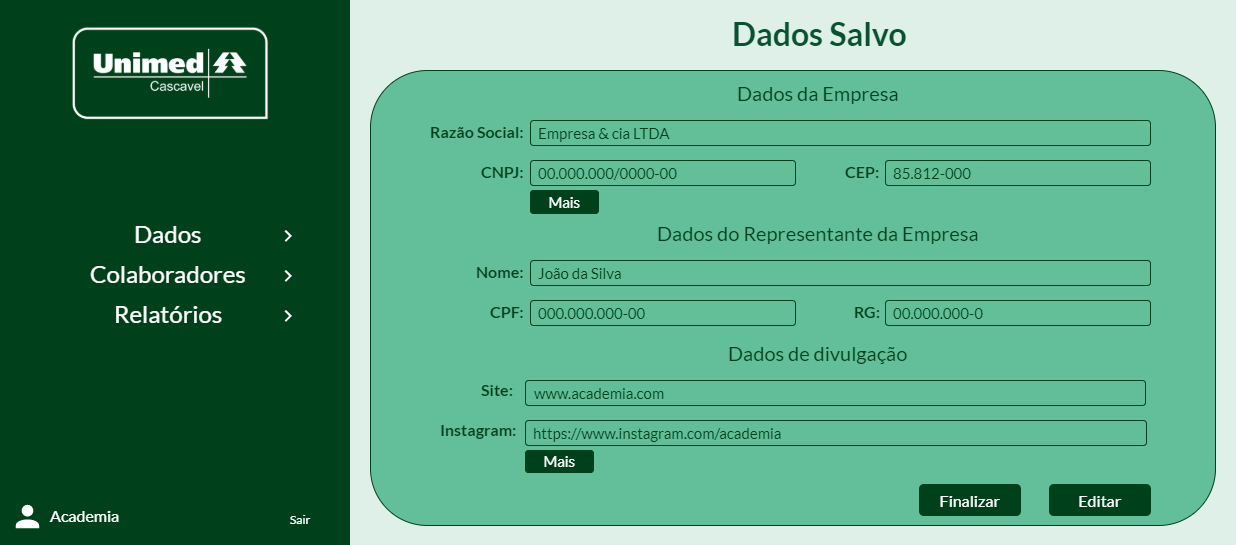 Unimed
Cascavel
Dados
Colaboradores
Relatórios
Academia
Sair
Dados Salvo
Dados da Empresa
Razão Social: Empresa & cia LTDA
CNPJ: 00.000.000/0000-00 CEP: 85.812-000
Mais
Dados do Representante da Empresa
Nome: João da Silva
CPF: 000.000.000-00 RG: 00.000.000-0
Dados de divulgação
Site: www.academia.com
Instagram: https://www.instagram.com/academia
Mais
Finalizar Editar